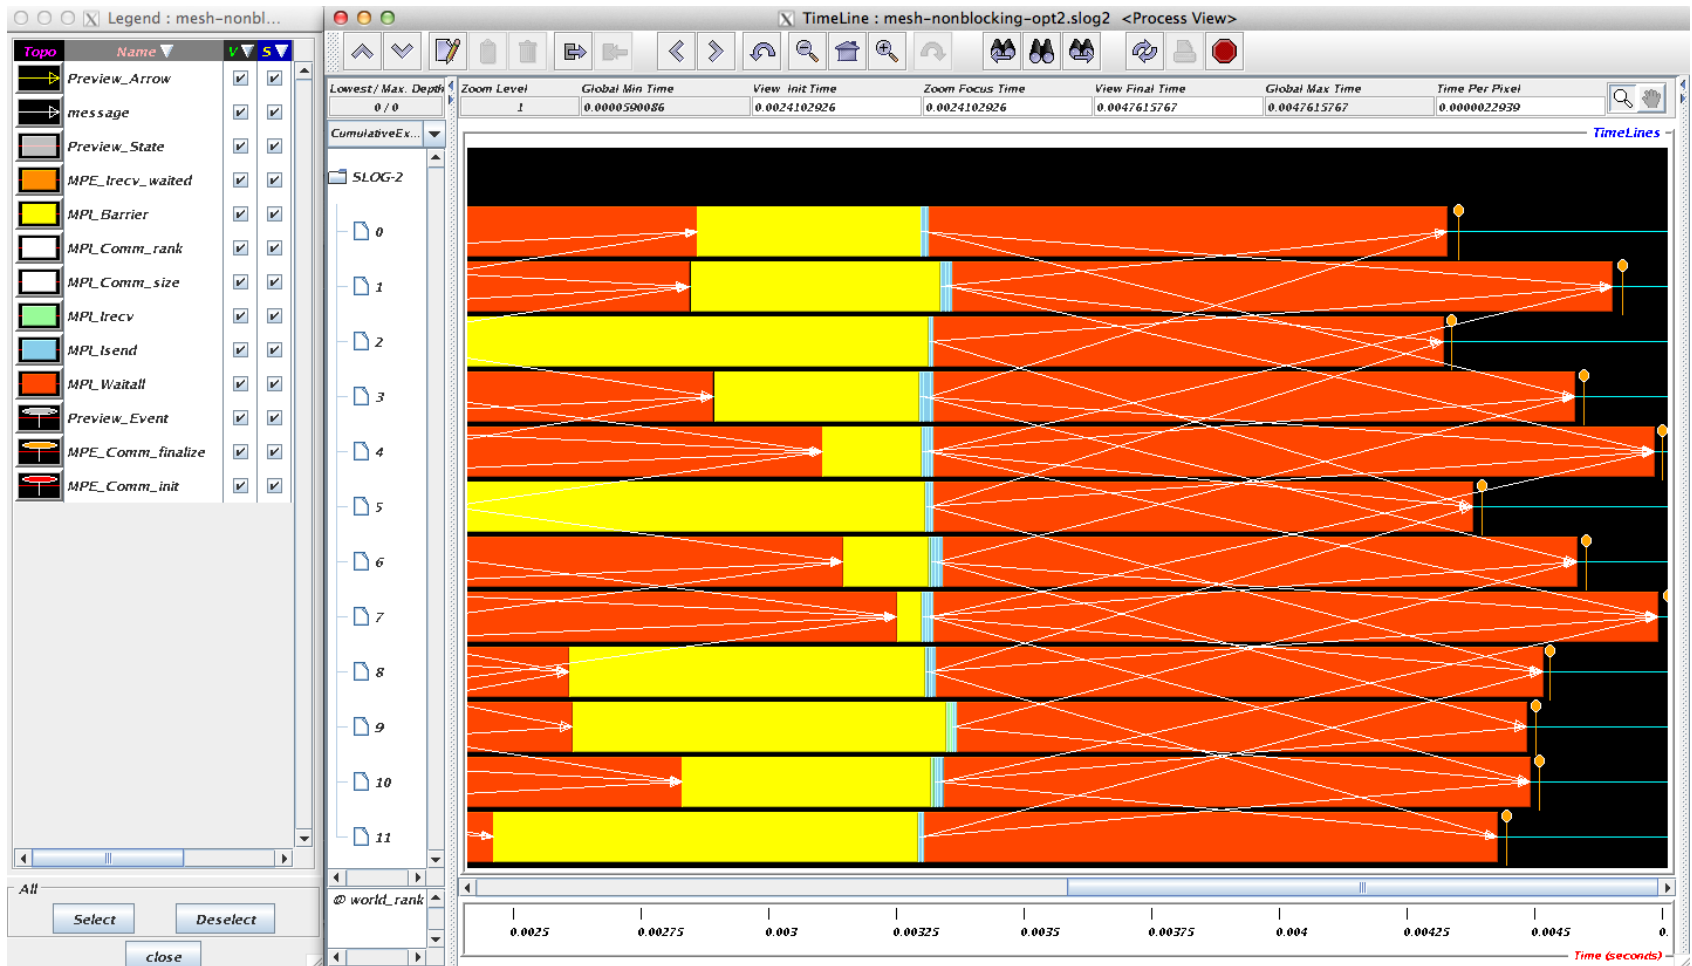 Legend : mesh-nonbl...
Topo Name V S
Preview_Arrow
message
Preview_State
MPE_Irecv_waited
MPI_Barrier
MPI_Comm_rank
MPI_Comm_size
MPI_Irecv
MPI_Isend
MPI_Waitall
Preview_Event
MPE_Comm_finalize
MPE_Comm_init
All
Select Deselect
close
TimeLine : mesh-nonblocking-opt2.slog2 <Process View>
Lowest / Max. Depth Zoom Level Global Min Time View Init Time Zoom Focus Time View Final Time Global Max Time Time Per Pixel
0 / 0 1 0.0000590086 0.0024102926 0.0024102926 0.0047615767 0.0047615767 0.0000022939
CumulativeEx...
TimeLines
SLOG-2
0
1
2
3
4
5
6
7
8
9
10
11
@ world_rank
0.0025 0.00275 0.003 0.00325 0.0035 0.00375 0.004 0.00425 0.0045 0.
Time (seconds)